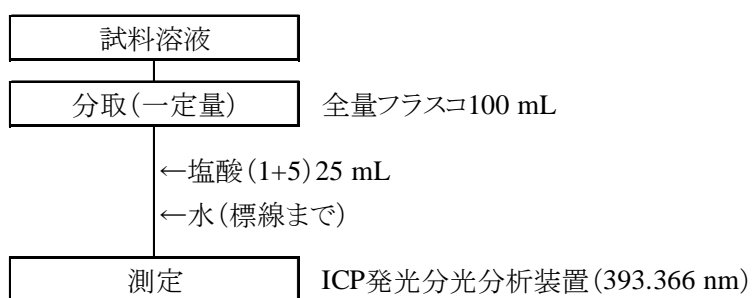 試料溶液
分取(一定量) 全量フラスコ100 mL
←塩酸(1+5)25 mL
←水(標線まで)
測定 ICP発光分光分析装置(393.366 nm)